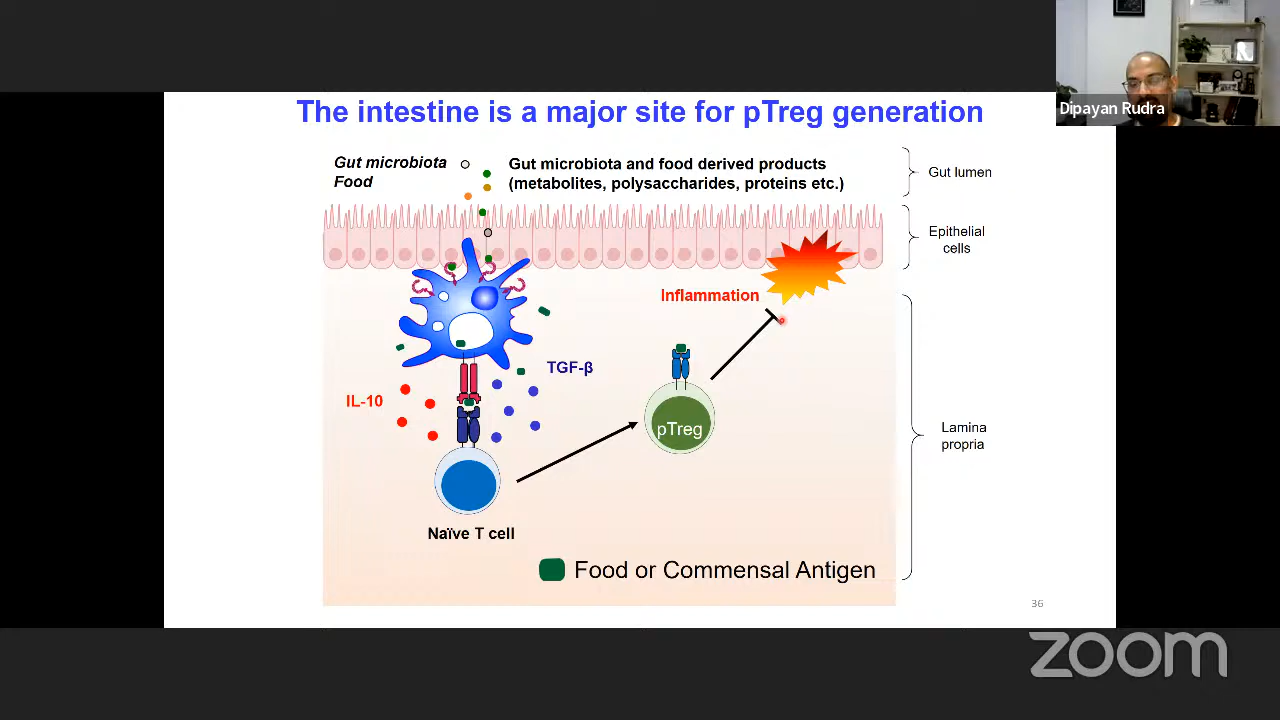 Dipayan Rudra
The intestine is a major site for pTreg generation
Gut microbiota
Food
Gut microbiota and food derived products
(metabolites, polysaccharides, proteins etc.)
Gut lumen
Epithelial
cells
Inflammation
TGF-β
IL-10
pTreg
Lamina
propria
Naïve T cell
Food or Commensal Antigen
36
zoom